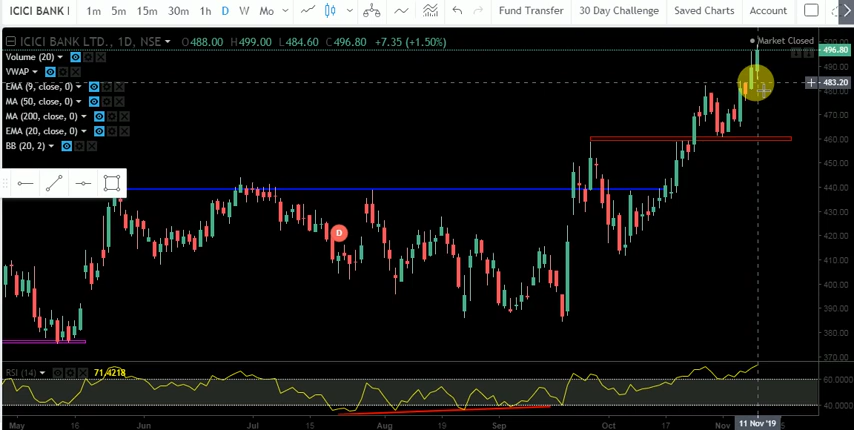 ICICI BANK I 1m 5m 15m 30m 1h D W Mo Fund Transfer 30 Day Challenge Saved Charts Account
ICICI BANK LTD., 1D, NSE O488.00 H499.00 L484.60 C496.80 +7.35 (+1.50%)
Market Closed
Volume (20)
VWAP
EMA (9, close, 0)
MA (50, close, 0)
MA (200, close, 0)
EMA (20, close, 0)
BB (20, 2)
D
500.00
496.80
490.00
483.20
480.00
470.00
460.00
450.00
440.00
430.00
420.00
410.00
400.00
390.00
380.00
370.00
RSI (14) 71.4218
60.0000
40.0000
May 15 Jun 17 Jul 15 Aug 16 Sep 16 Oct 17 Nov 11 Nov '19